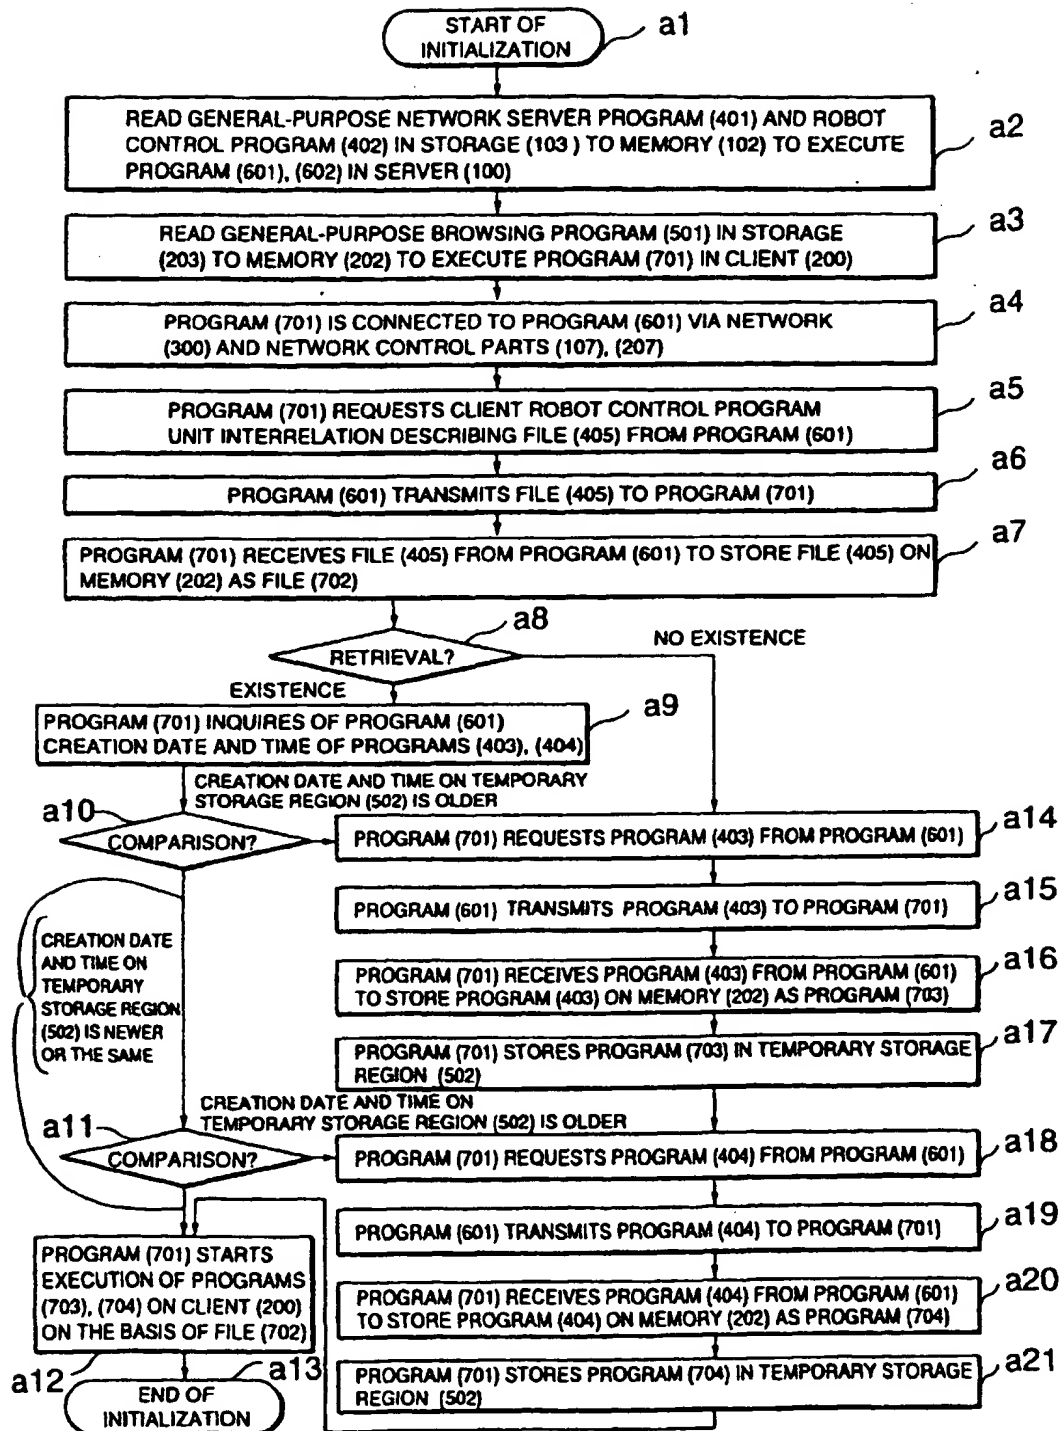 START OF
INITIALIZATION
a1
READ GENERAL-PURPOSE NETWORK SERVER PROGRAM (401) AND ROBOT
CONTROL PROGRAM (402) IN STORAGE (103 ) TO MEMORY (102) TO EXECUTE
PROGRAM (601), (602) IN SERVER (100)
a2
READ GENERAL-PURPOSE BROWSING PROGRAM (501) IN STORAGE
(203) TO MEMORY (202) TO EXECUTE PROGRAM (701) IN CLIENT (200)
a3
PROGRAM (701) IS CONNECTED TO PROGRAM (601) VIA NETWORK
(300) AND NETWORK CONTROL PARTS (107), (207)
a4
PROGRAM (701) REQUESTS CLIENT ROBOT CONTROL PROGRAM
UNIT INTERRELATION DESCRIBING FILE (405) FROM PROGRAM (601)
a5
PROGRAM (601) TRANSMITS FILE (405) TO PROGRAM (701)
a6
PROGRAM (701) RECEIVES FILE (405) FROM PROGRAM (601) TO STORE FILE (405) ON
MEMORY (202) AS FILE (702)
a7
RETRIEVAL?
a8
NO EXISTENCE
EXISTENCE
PROGRAM (701) INQUIRES OF PROGRAM (601)
CREATION DATE AND TIME OF PROGRAMS (403), (404)
a9
CREATION DATE AND TIME ON TEMPORARY
STORAGE REGION (502) IS OLDER
a10
COMPARISON?
PROGRAM (701) REQUESTS PROGRAM (403) FROM PROGRAM (601)
a14
PROGRAM (601) TRANSMITS PROGRAM (403) TO PROGRAM (701)
a15
CREATION DATE
AND TIME ON
TEMPORARY
STORAGE REGION
(502) IS NEWER
OR THE SAME
PROGRAM (701) RECEIVES PROGRAM (403) FROM PROGRAM (601)
TO STORE PROGRAM (403) ON MEMORY (202) AS PROGRAM (703)
a16
PROGRAM (701) STORES PROGRAM (703) IN TEMPORARY STORAGE
REGION (502)
a17
CREATION DATE AND TIME ON
TEMPORARY STORAGE REGION (502) IS OLDER
a11
COMPARISON?
PROGRAM (701) REQUESTS PROGRAM (404) FROM PROGRAM (601)
a18
PROGRAM (601) TRANSMITS PROGRAM (404) TO PROGRAM (701)
a19
PROGRAM (701) STARTS
EXECUTION OF PROGRAMS
(703), (704) ON CLIENT (200)
ON THE BASIS OF FILE (702)
a12
PROGRAM (701) RECEIVES PROGRAM (404) FROM PROGRAM (601)
TO STORE PROGRAM (404) ON MEMORY (202) AS PROGRAM (704)
a20
PROGRAM (701) STORES PROGRAM (704) IN TEMPORARY STORAGE
REGION (502)
a21
a13
END OF
INITIALIZATION